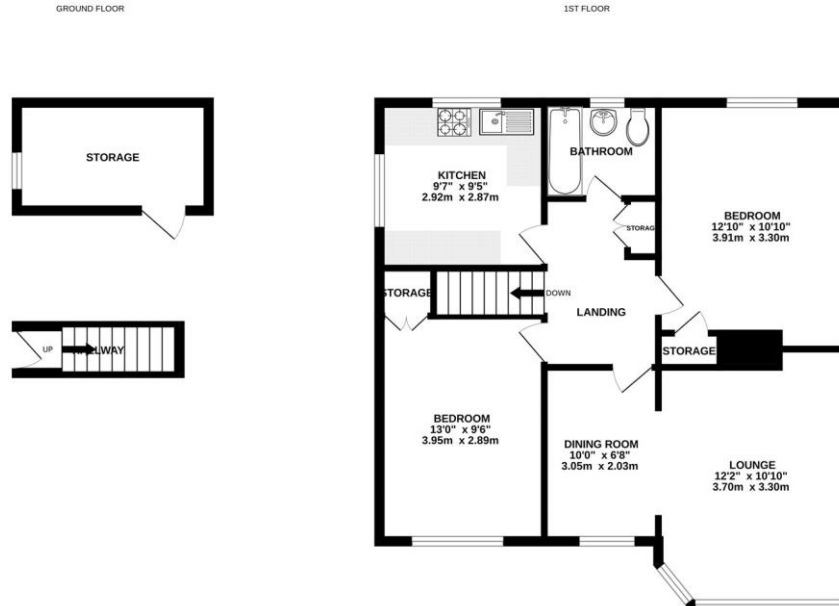 GROUND FLOOR
1ST FLOOR
STORAGE
KITCHEN
9'7" x 9'5"
2.92m x 2.87m
BATHROOM
BEDROOM
12'10" x 10'10"
3.91m x 3.30m
STORAG
STORAGE
DOWN
LANDING
UP
HALLWAY
STORAGE
BEDROOM
13'0" x 9'6"
3.95m x 2.89m
DINING ROOM
10'0" x 6'8"
3.05m x 2.03m
LOUNGE
12'2" x 10'10"
3.70m x 3.30m